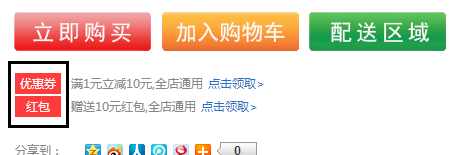 立即购买 加入购物车 配送区域
优惠券 满1元立减10元,全店通用 点击领取>
红包 赠送10元红包,全店通用 点击领取>
分享到： 0